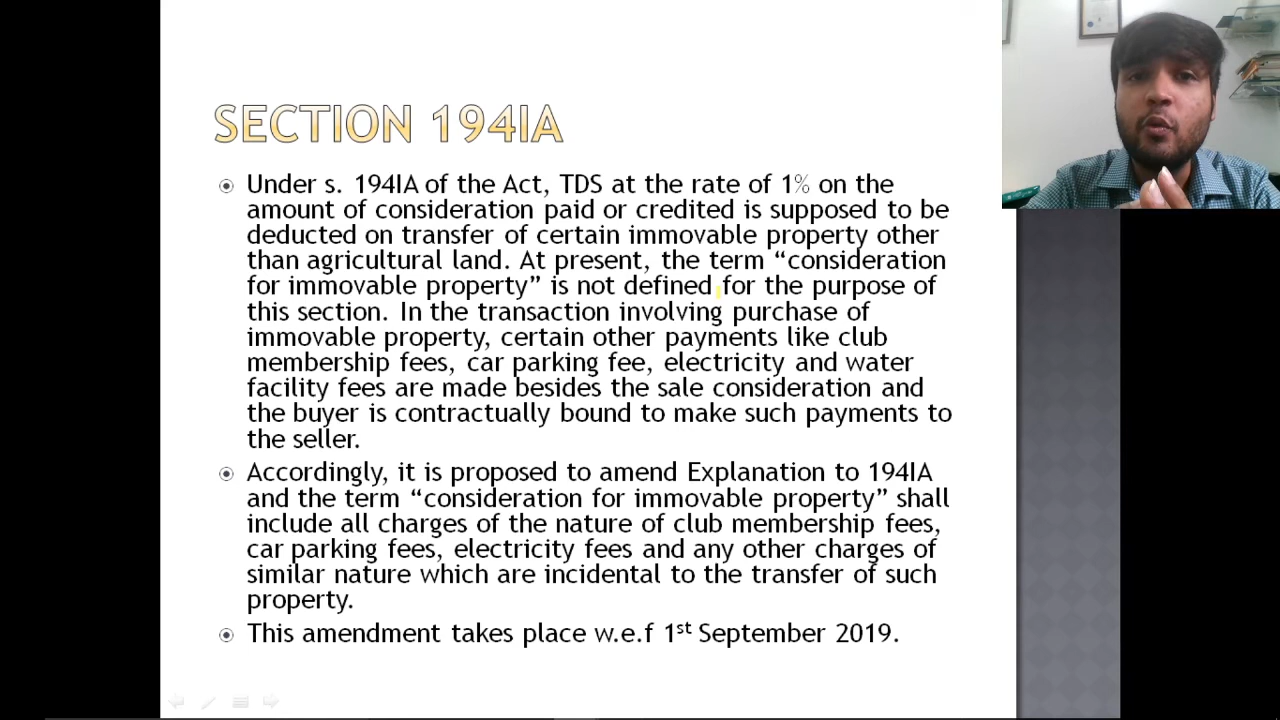 SECTION 194IA
Under s. 194IA of the Act, TDS at the rate of 1% on the
amount of consideration paid or credited is supposed to be
deducted on transfer of certain immovable property other
than agricultural land. At present, the term “consideration
for immovable property” is not defined for the purpose of
this section. In the transaction involving purchase of
immovable property, certain other payments like club
membership fees, car parking fee, electricity and water
facility fees are made besides the sale consideration and
the buyer is contractually bound to make such payments to
the seller.
Accordingly, it is proposed to amend Explanation to 194IA
and the term “consideration for immovable property” shall
include all charges of the nature of club membership fees,
car parking fees, electricity fees and any other charges of
similar nature which are incidental to the transfer of such
property.
This amendment takes place w.e.f 1st September 2019.